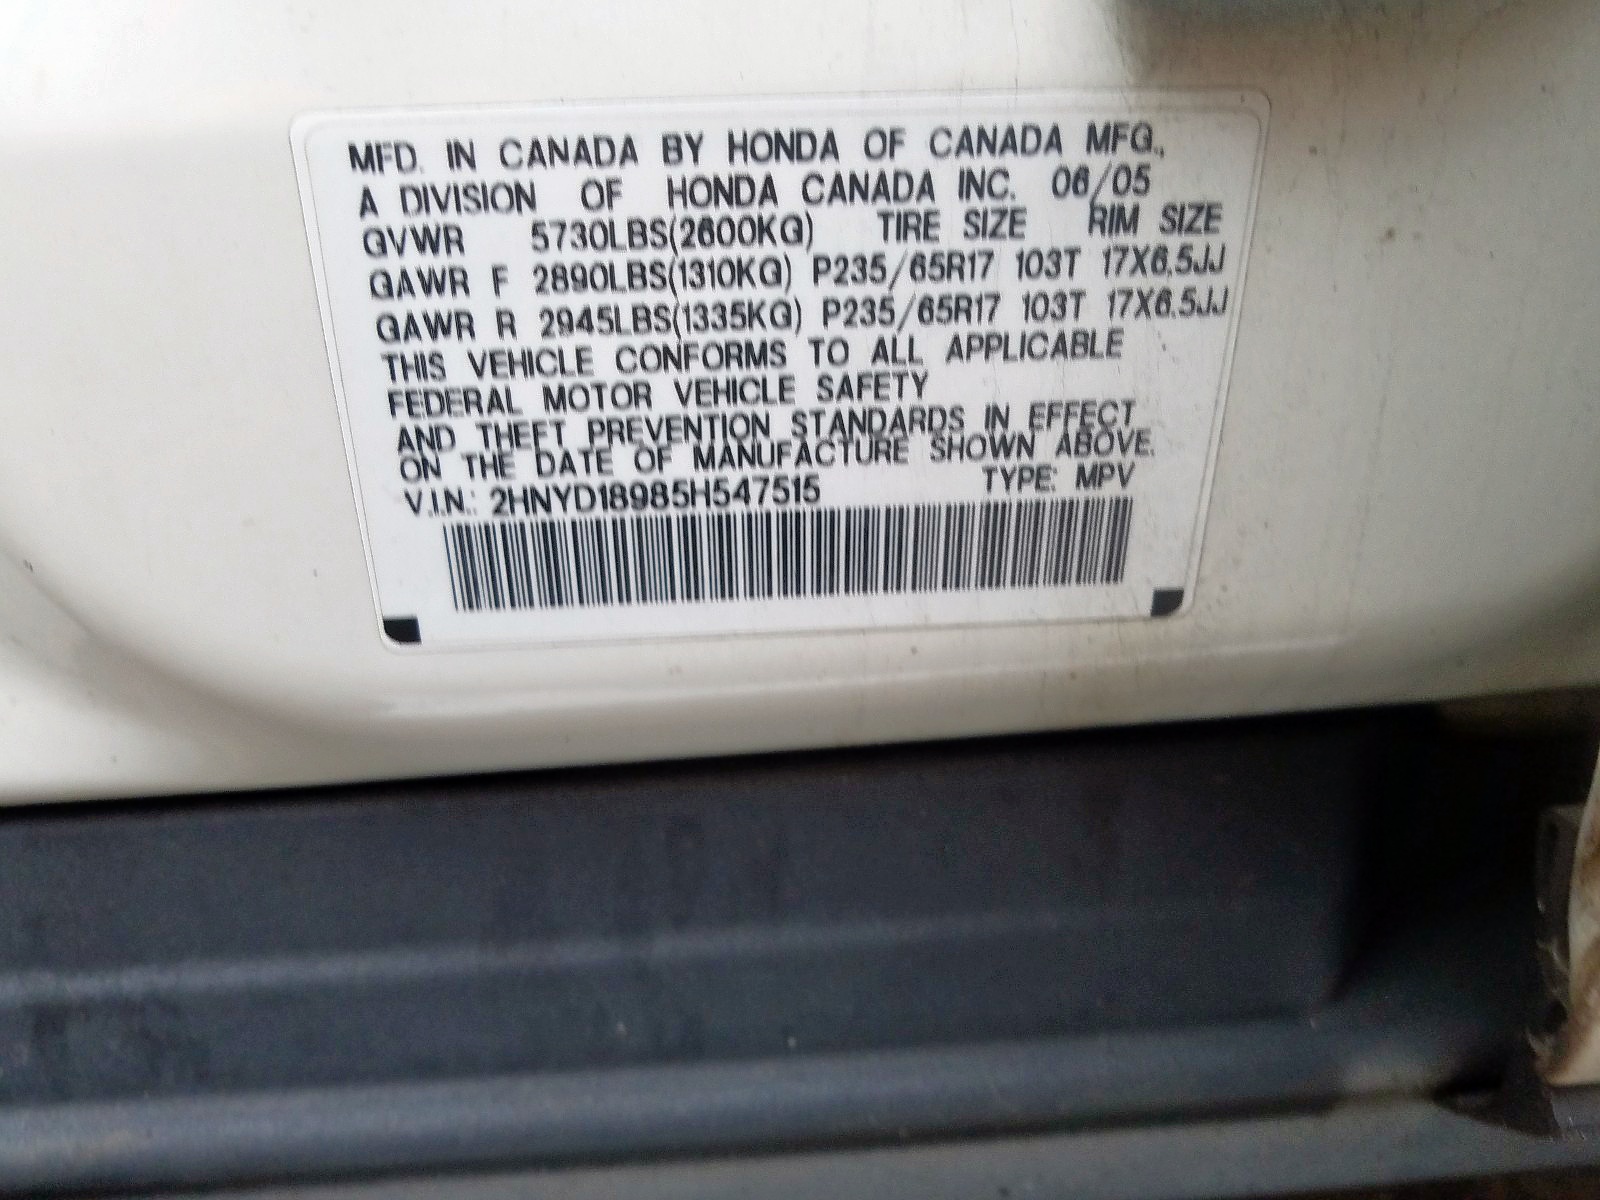 MFD. IN CANADA BY HONDA OF CANADA MFG.,
A DIVISION OF HONDA CANADA INC. 06/05
GVWR 5730LBS(2600KG) TIRE SIZE RIM SIZE
GAWR F 2890LBS(1310KG) P235/65R17 103T 17X6.5JJ
GAWR R 2945LBS(1335KG) P235/65R17 103T 17X6.5JJ
THIS VEHICLE CONFORMS TO ALL APPLICABLE
FEDERAL MOTOR VEHICLE SAFETY
AND THEFT PREVENTION STANDARDS IN EFFECT
ON THE DATE OF MANUFACTURE SHOWN ABOVE.
V.I.N.: 2HNYD18985H547515 TYPE: MPV